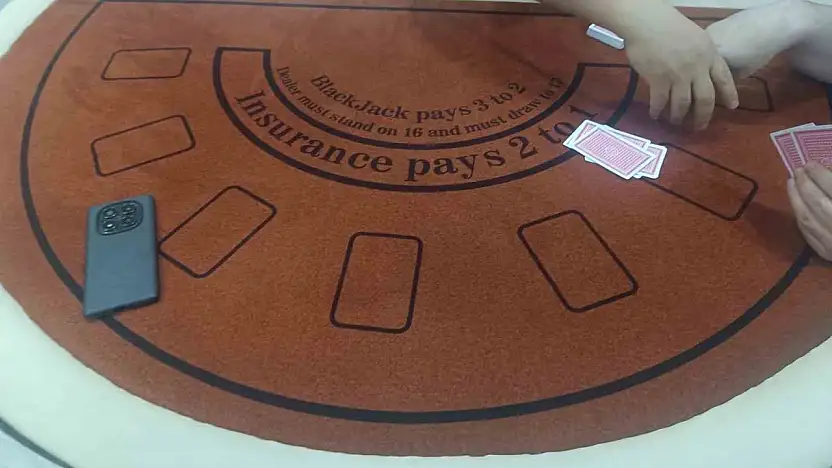 BlackJack pays 3 to 2
Dealer must stand on 16 and must draw to 17
Insurance pays 2 to 1